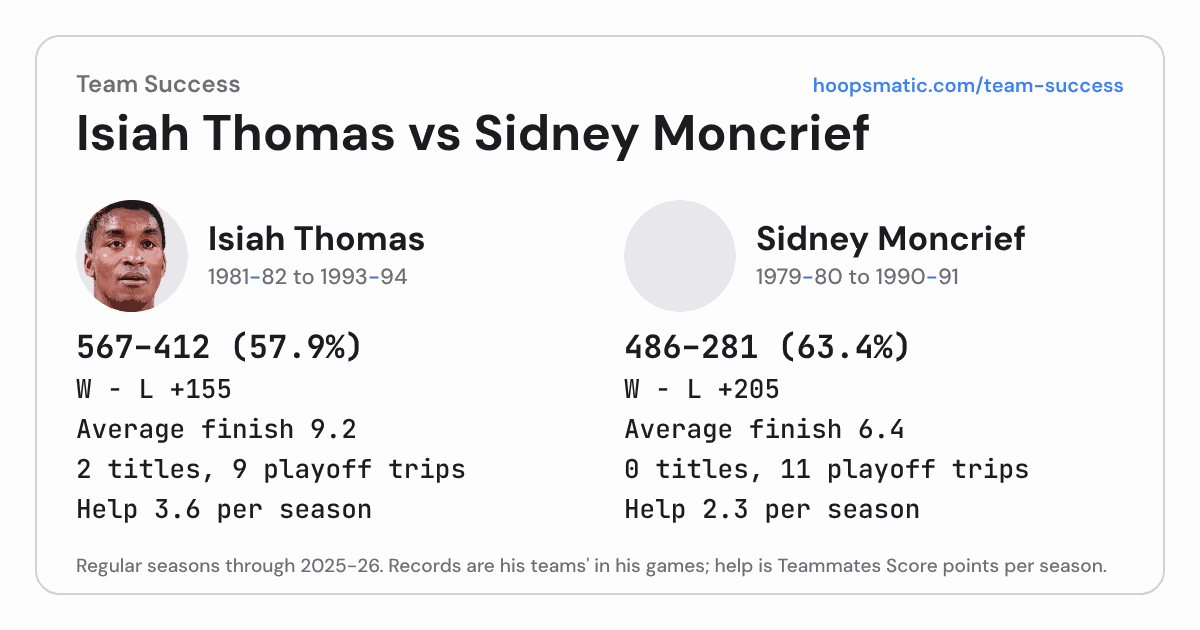 Team Success
hoopsmatic.com/team-success
Isiah Thomas vs Sidney Moncrief
Isiah Thomas
1981-82 to 1993-94
567-412 (57.9%)
W - L +155
Average finish 9.2
2 titles, 9 playoff trips
Help 3.6 per season
Sidney Moncrief
1979-80 to 1990-91
486-281 (63.4%)
W - L +205
Average finish 6.4
0 titles, 11 playoff trips
Help 2.3 per season
Regular seasons through 2025-26. Records are his teams' in his games; help is Teammates Score points per season.